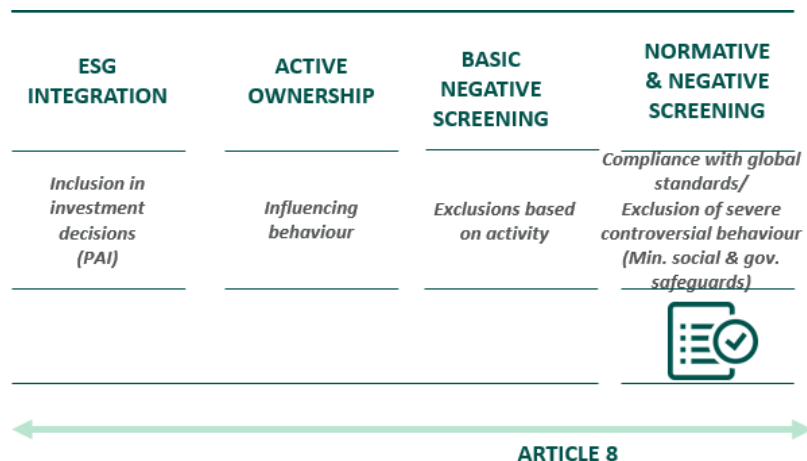 ESG
INTEGRATION
ACTIVE
OWNERSHIP
BASIC
NEGATIVE
SCREENING
NORMATIVE
& NEGATIVE
SCREENING
Inclusion in
investment
decisions
(PAI)
Influencing
behaviour
Exclusions based
on activity
Compliance with global
standards/
Exclusion of severe
controversial behaviour
(Min. social & gov.
safeguards)
ARTICLE 8